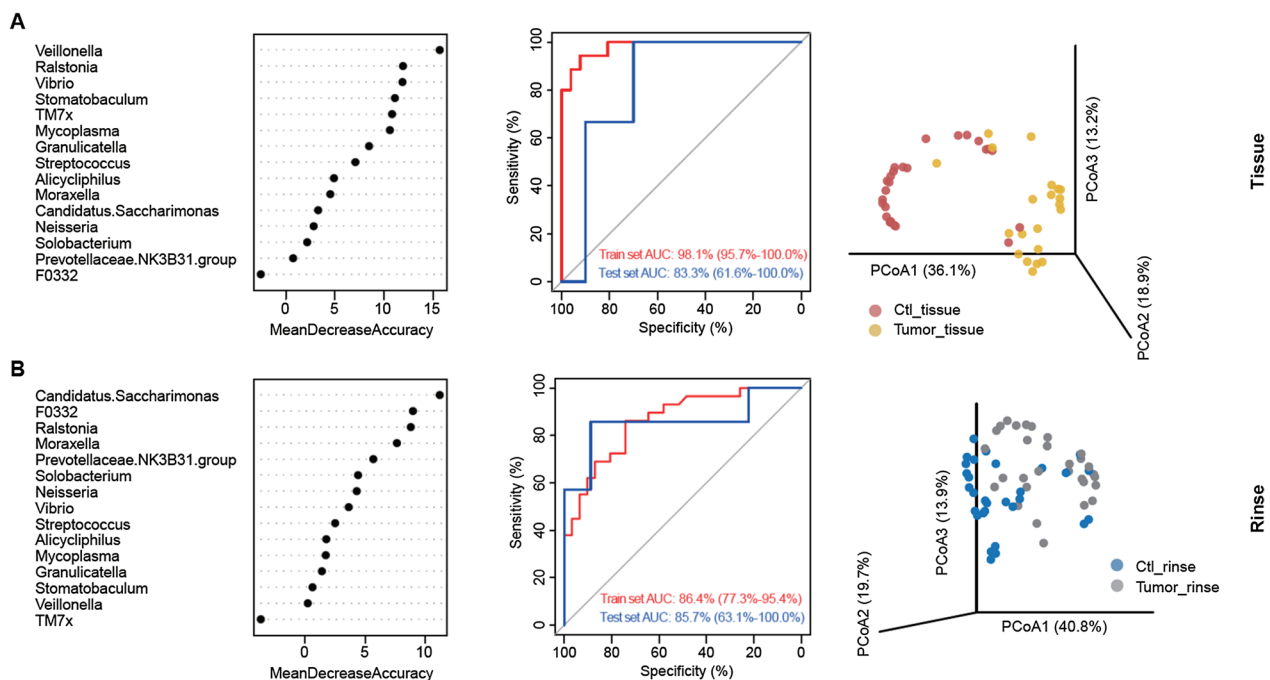 A
Veillonella
Ralstonia
Vibrio
Stomatobaculum
TM7x
Mycoplasma
Granulicatella
Streptococcus
Alicycliphilus
Moraxella
Candidatus.Saccharimonas
Neisseria
Solobacterium
Prevotellaceae.NK3B31.group
F0332
0 5 10 15
MeanDecreaseAccuracy
Sensitivity (%)
100
80
60
40
20
0
Train set AUC: 98.1% (95.7%-100.0%)
Test set AUC: 83.3% (61.6%-100.0%)
100 80 60 40 20 0
Specificity (%)
PCoA3 (13.2%)
PCoA1 (36.1%)
PCoA2 (18.9%)
Ctl_tissue
Tumor_tissue
Tissue
B
Candidatus.Saccharimonas
F0332
Ralstonia
Moraxella
Prevotellaceae.NK3B31.group
Solobacterium
Neisseria
Vibrio
Streptococcus
Alicycliphilus
Mycoplasma
Granulicatella
Stomatobaculum
Veillonella
TM7x
0 5 10
MeanDecreaseAccuracy
Sensitivity (%)
100
80
60
40
20
0
Train set AUC: 86.4% (77.3%-95.4%)
Test set AUC: 85.7% (63.1%-100.0%)
100 80 60 40 20 0
Specificity (%)
PCoA3 (13.9%)
PCoA2 (19.7%)
PCoA1 (40.8%)
Ctl_rinse
Tumor_rinse
Rinse